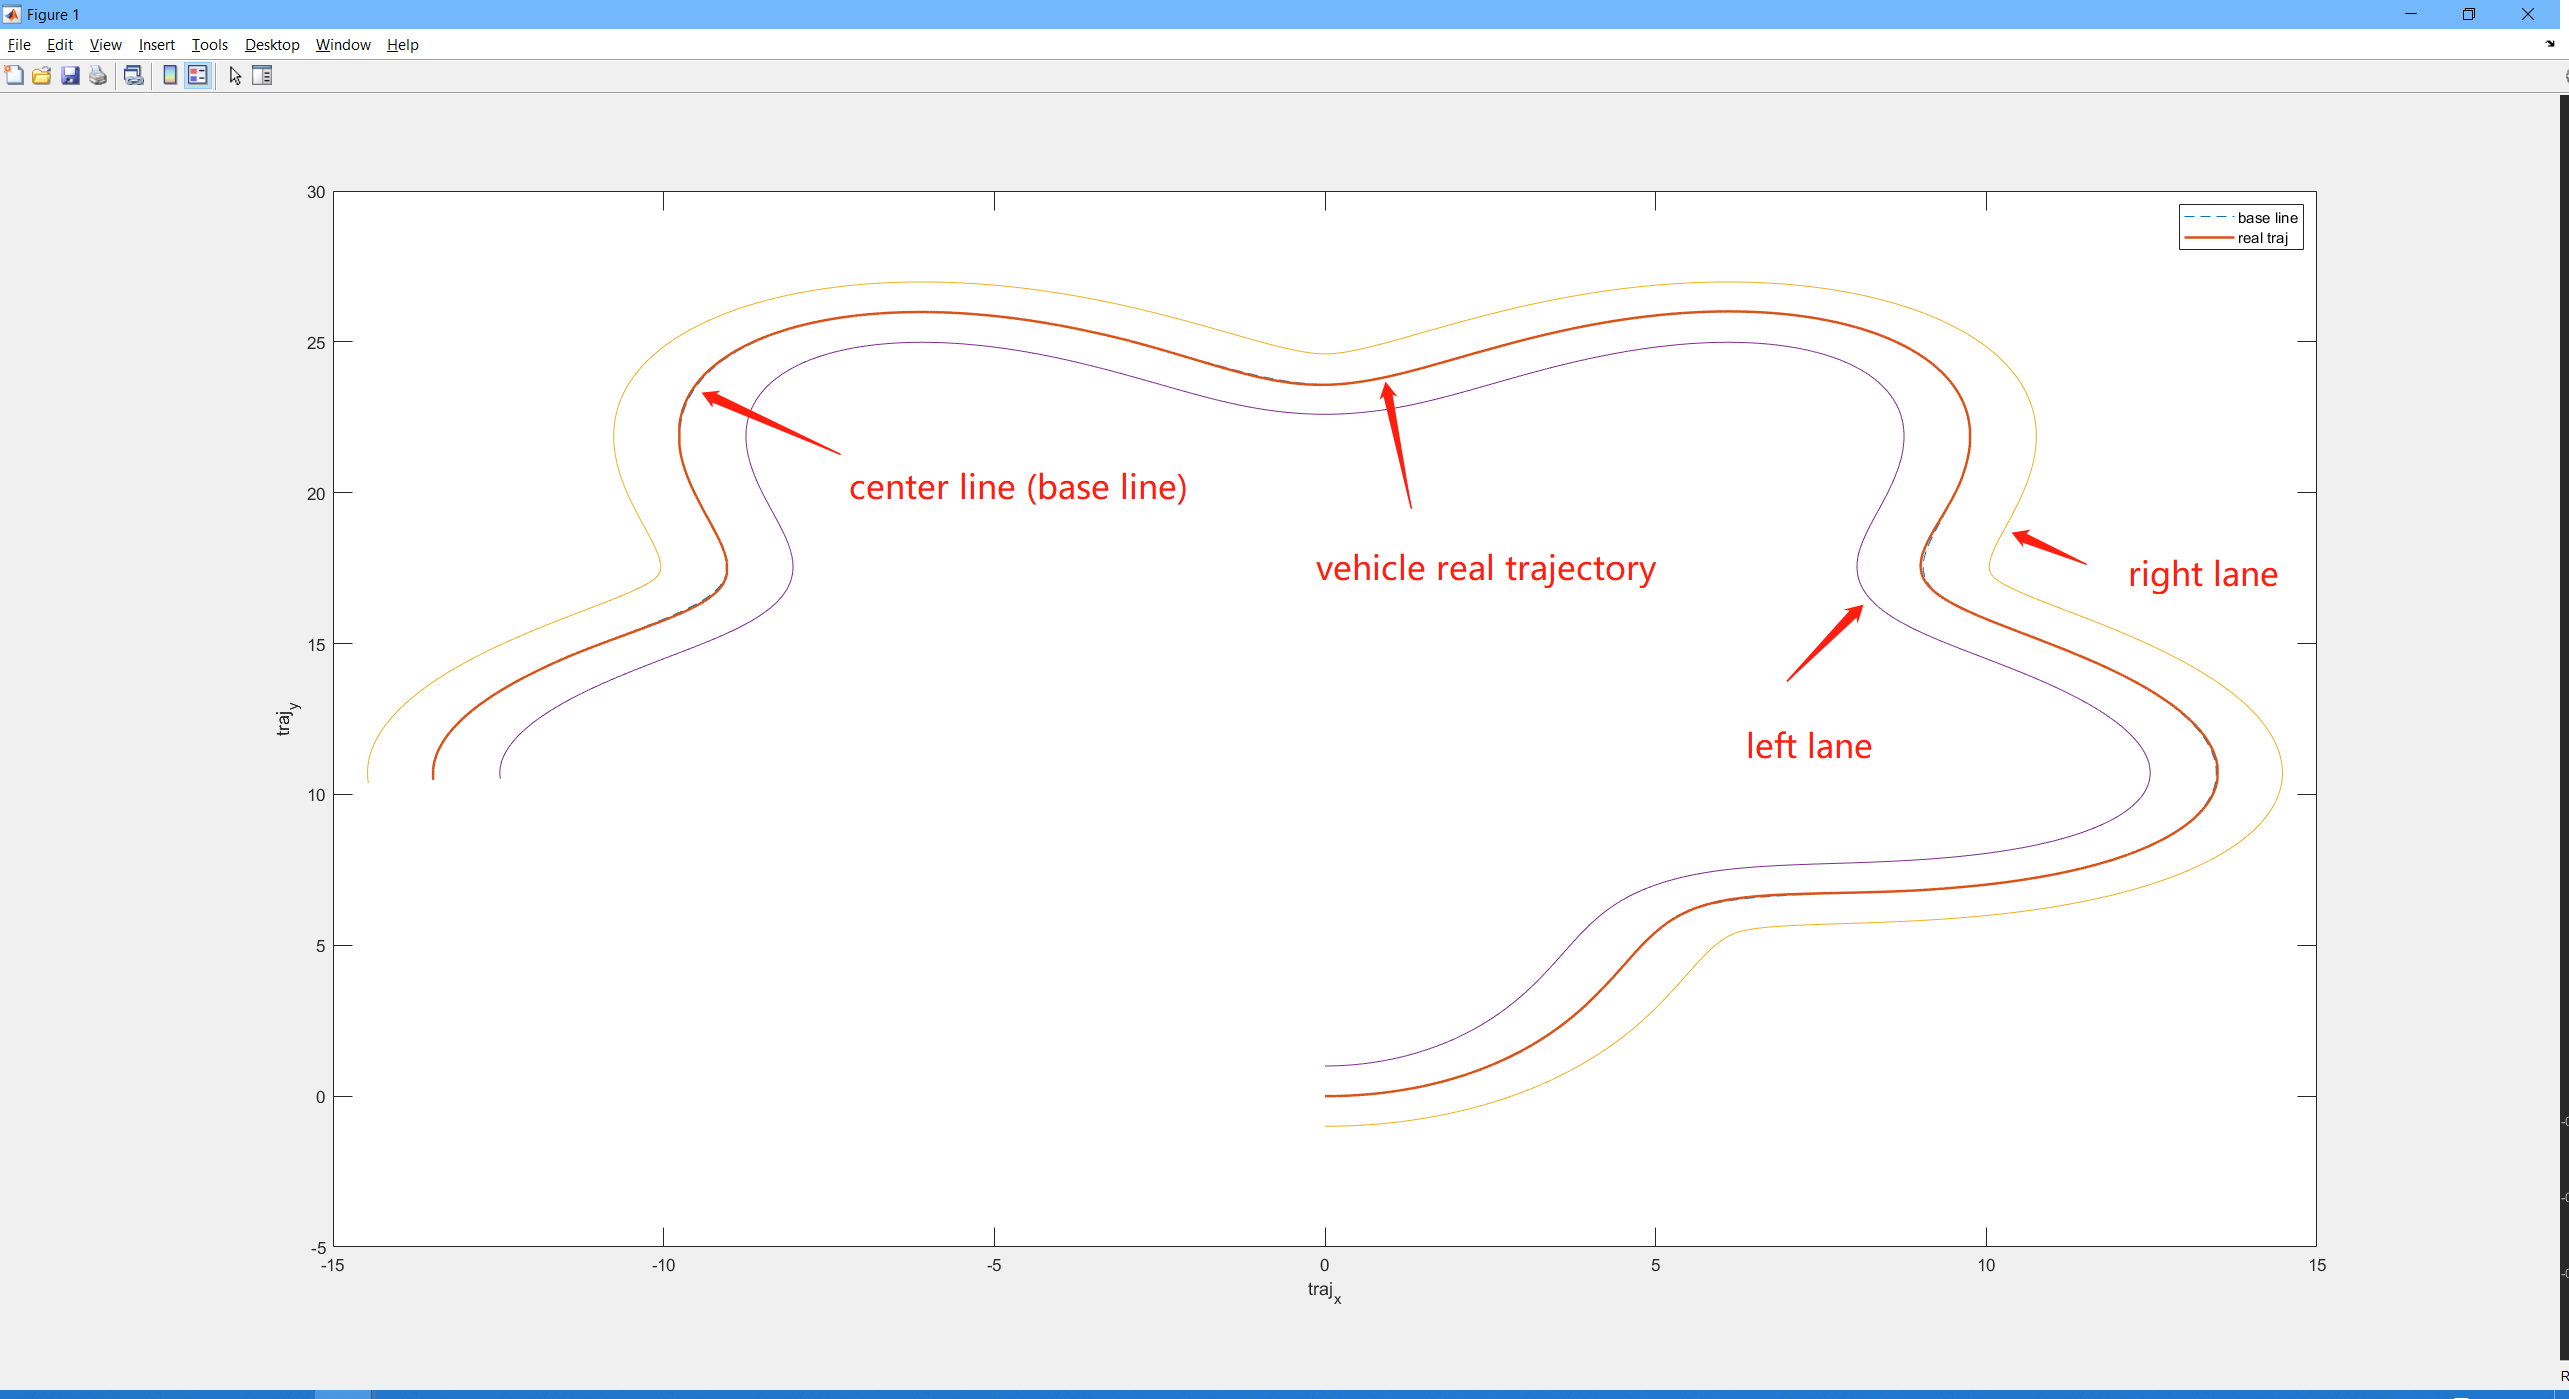 Figure 1
File Edit View Insert Tools Desktop Window Help
30
25
20
15
10
5
0
-5
-15
-10
-5
0
5
10
15
traj_y
traj_x
base line
real traj
center line (base line)
vehicle real trajectory
right lane
left lane